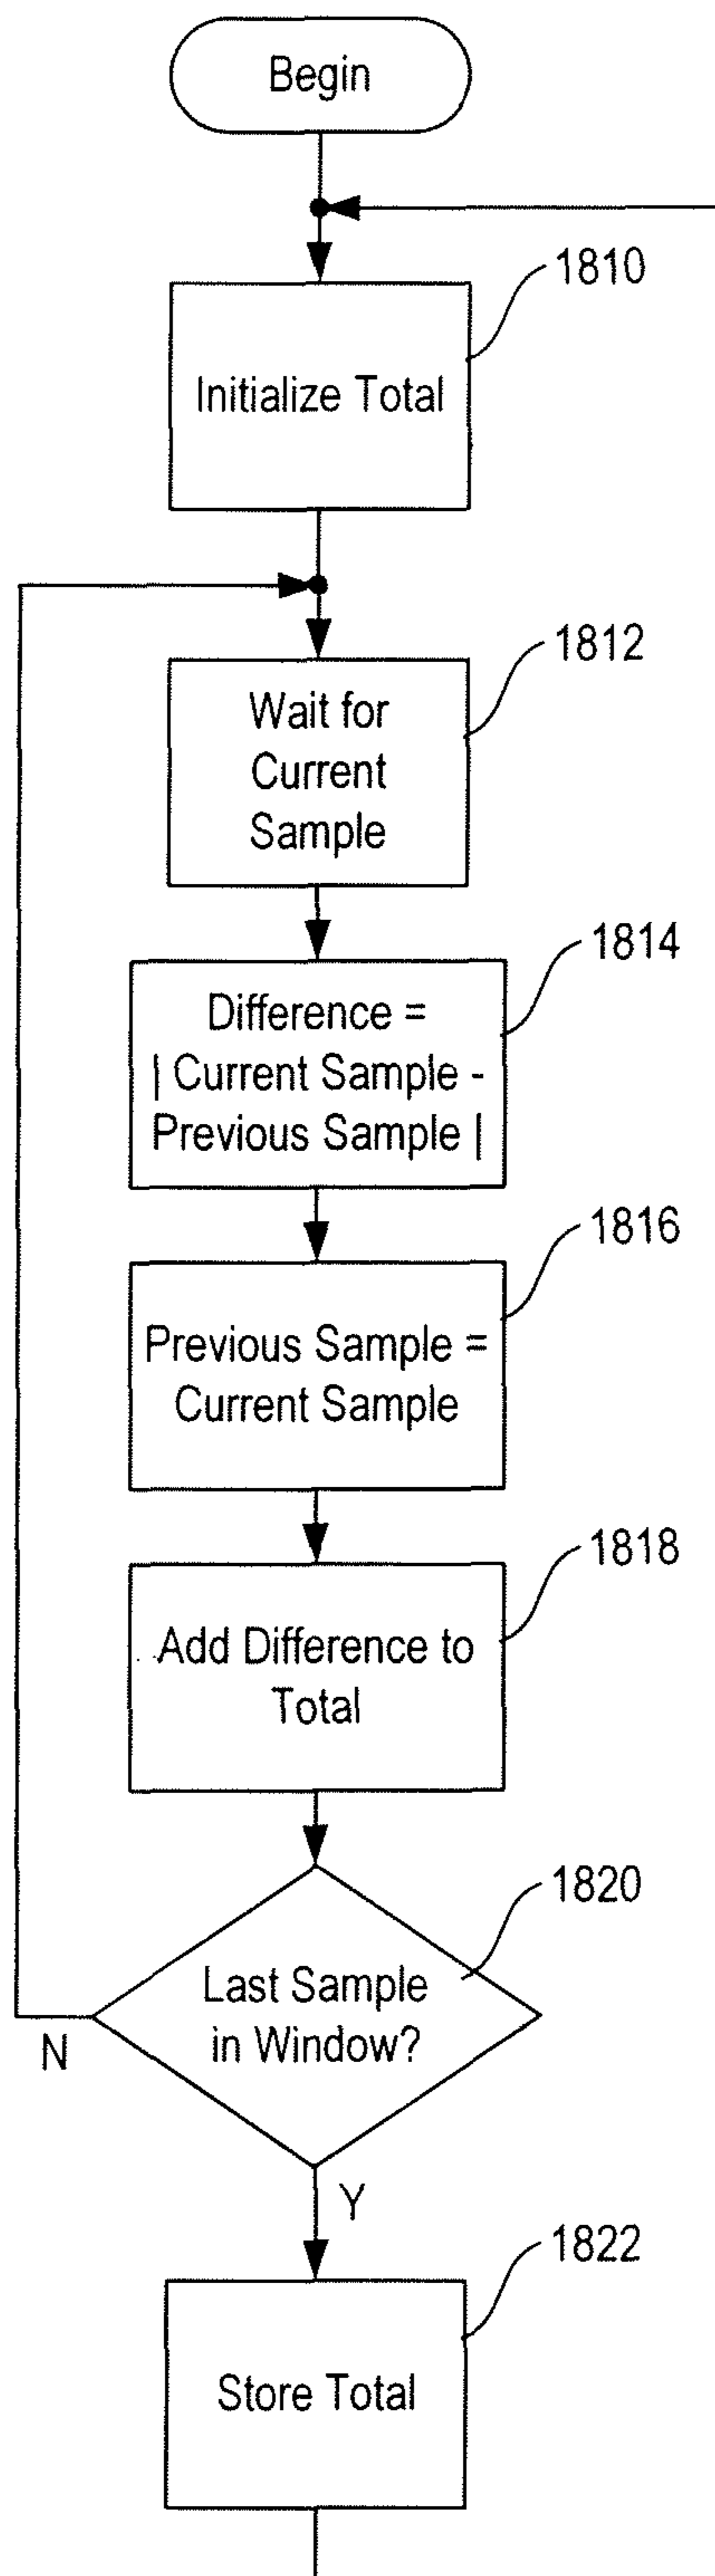 Begin
1810
Initialize Total
1812
Wait for
Current
Sample
1814
Difference =
| Current Sample -
Previous Sample |
1816
Previous Sample =
Current Sample
1818
Add Difference to
Total
1820
Last Sample
in Window?
N
Y
1822
Store Total